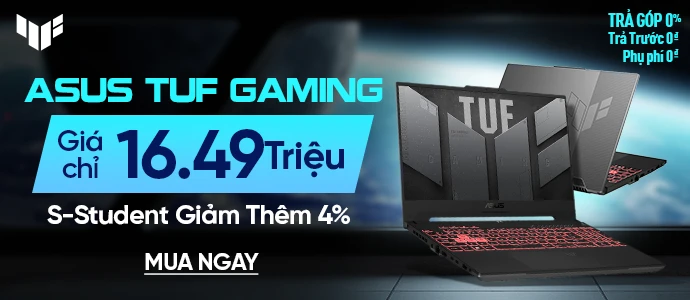 TRẢ GÓP 0%
Trả Trước 0đ
Phụ phí 0đ
ASUS TUF GAMING
Giá chỉ 16.49 Triệu
S-Student Giảm Thêm 4%
MUA NGAY
TUF
ASUS